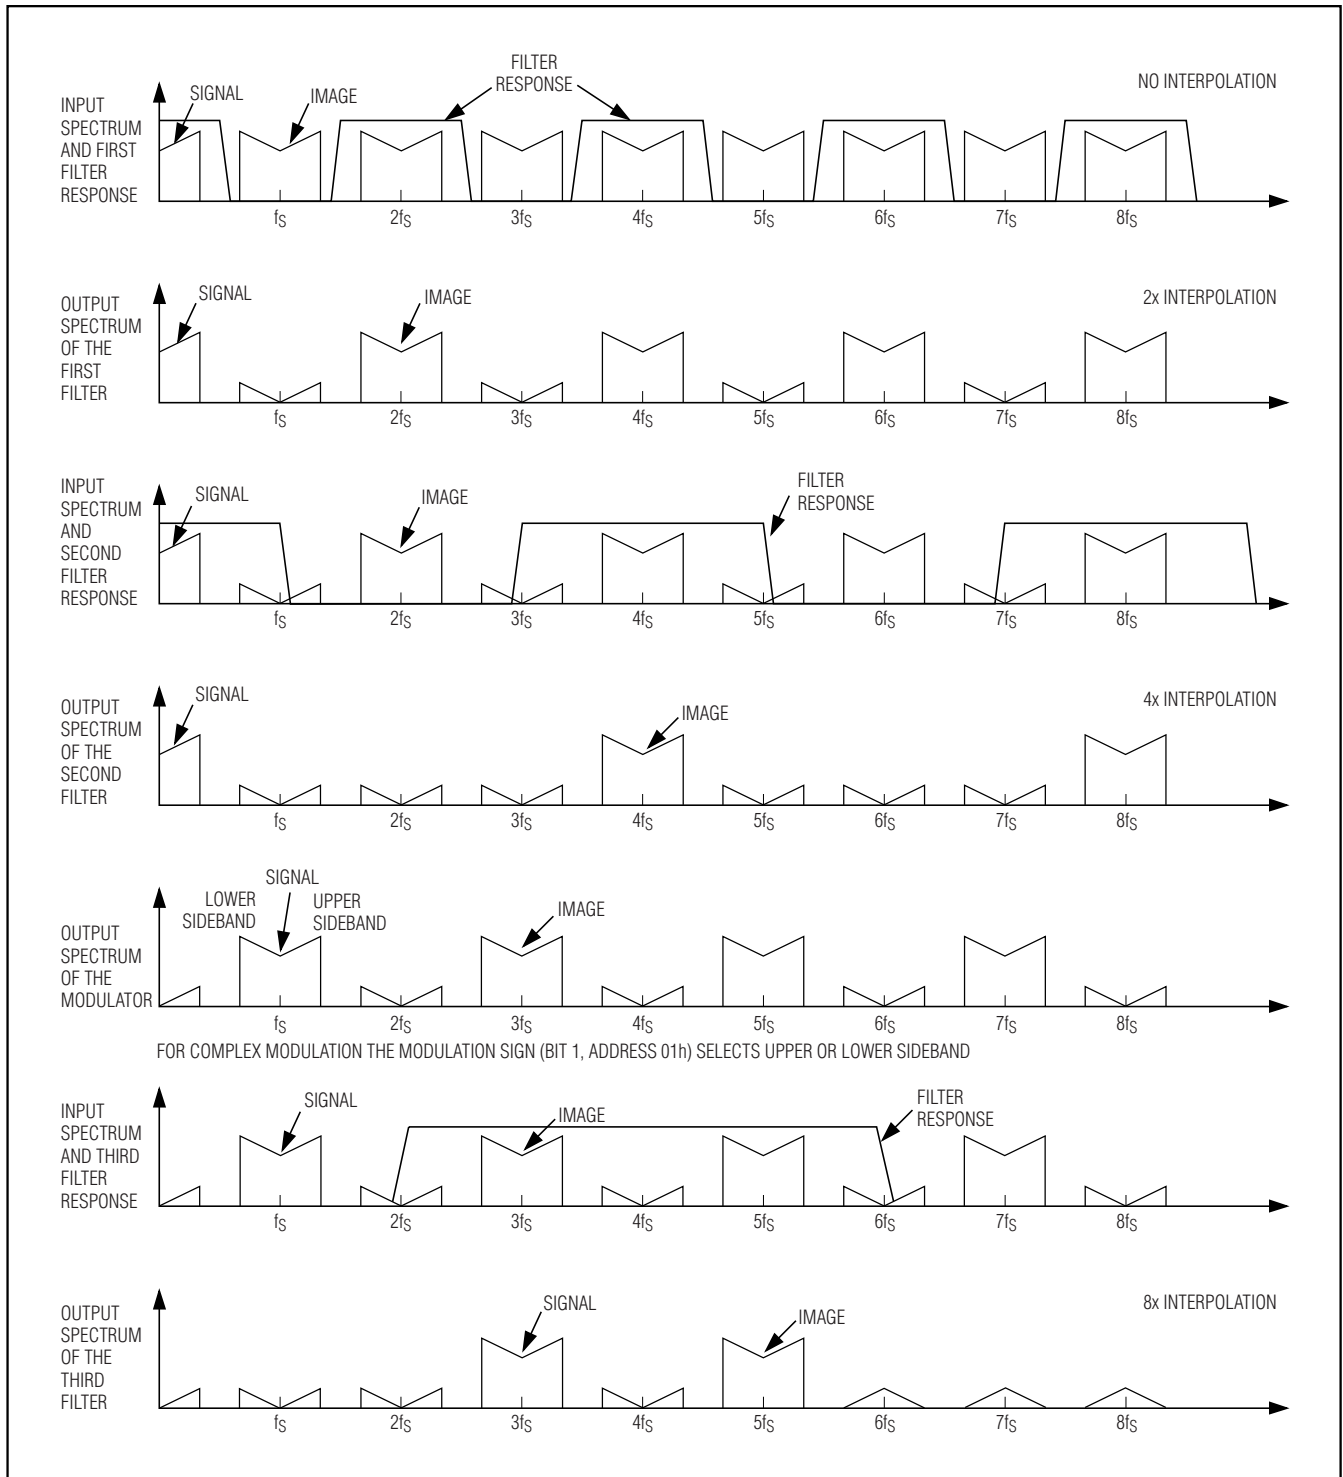 FILTER
RESPONSE
NO INTERPOLATION
SIGNAL
IMAGE
INPUT
SPECTRUM
AND FIRST
FILTER
RESPONSE
fS 2fS 3fS 4fS 5fS 6fS 7fS 8fS
SIGNAL
IMAGE
2x INTERPOLATION
OUTPUT
SPECTRUM
OF THE
FIRST
FILTER
fS 2fS 3fS 4fS 5fS 6fS 7fS 8fS
INPUT
SPECTRUM
AND
SECOND
FILTER
RESPONSE
SIGNAL
IMAGE
FILTER
RESPONSE
fS 2fS 3fS 4fS 5fS 6fS 7fS 8fS
OUTPUT
SPECTRUM
OF THE
SECOND
FILTER
SIGNAL
IMAGE
4x INTERPOLATION
fS 2fS 3fS 4fS 5fS 6fS 7fS 8fS
SIGNAL
LOWER
SIDEBAND
UPPER
SIDEBAND
IMAGE
OUTPUT
SPECTRUM
OF THE
MODULATOR
fS 2fS 3fS 4fS 5fS 6fS 7fS 8fS
FOR COMPLEX MODULATION THE MODULATION SIGN (BIT 1, ADDRESS 01h) SELECTS UPPER OR LOWER SIDEBAND
INPUT
SPECTRUM
AND THIRD
FILTER
RESPONSE
SIGNAL
IMAGE
FILTER
RESPONSE
fS 2fS 3fS 4fS 5fS 6fS 7fS 8fS
OUTPUT
SPECTRUM
OF THE
THIRD
FILTER
SIGNAL
IMAGE
8x INTERPOLATION
fS 2fS 3fS 4fS 5fS 6fS 7fS 8fS